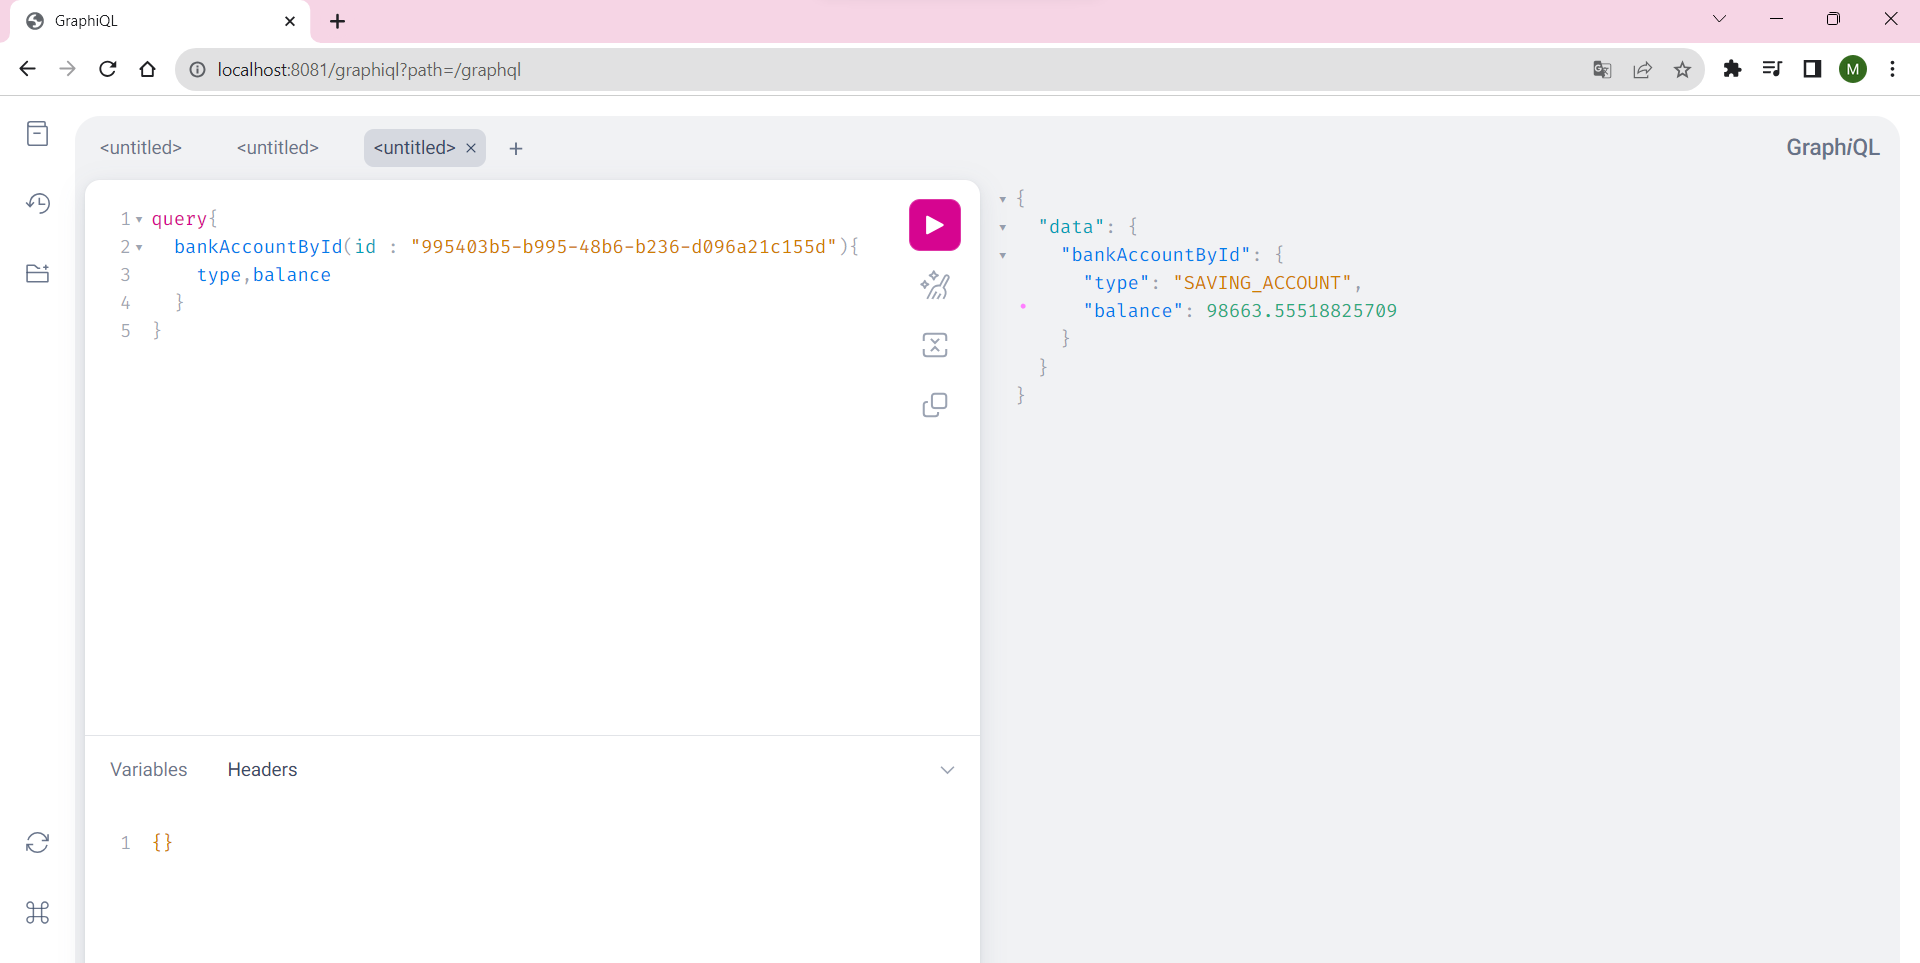 GraphiQL
localhost:8081/graphiql?path=/graphql
M
<untitled> <untitled> <untitled>
GraphiQL
1 query{
2 bankAccountById(id : "995403b5-b995-48b6-b236-d096a21c155d"){
3 type,balance
4 }
5 }
{
"data": {
"bankAccountById": {
"type": "SAVING_ACCOUNT",
"balance": 98663.55518825709
}
}
}
Variables Headers
1 {}